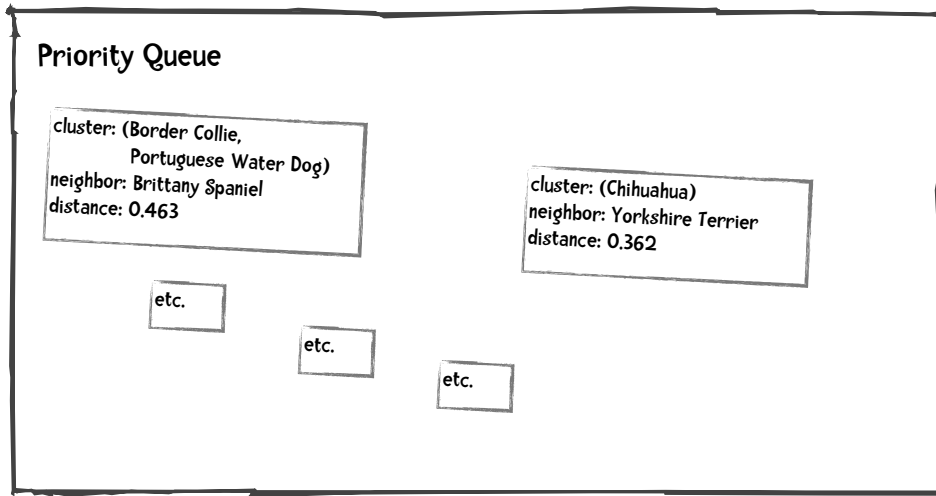 Priority Queue
cluster: (Border Collie,
Portuguese Water Dog)
neighbor: Brittany Spaniel
distance: 0.463
cluster: (Chihuahua)
neighbor: Yorkshire Terrier
distance: 0.362
etc.
etc.
etc.